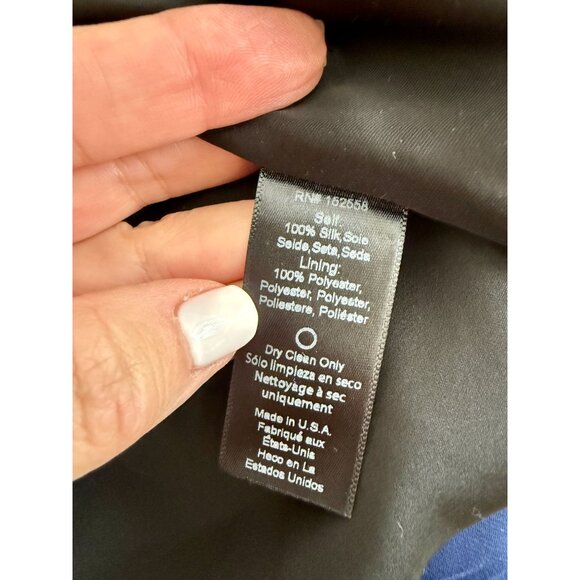 RN# 152558
Self:
100% Silk,Soie
Seide,Seta,Seda
Lining:
100% Polyester,
Polyester, Polyester,
Poliestere, Poliéster
Dry Clean Only
Sólo limpieza en seco
Nettoyage à sec
uniquement
Made in U.S.A.
Fabriqué aux
États-Unis
Heco en La
Estados Unidos